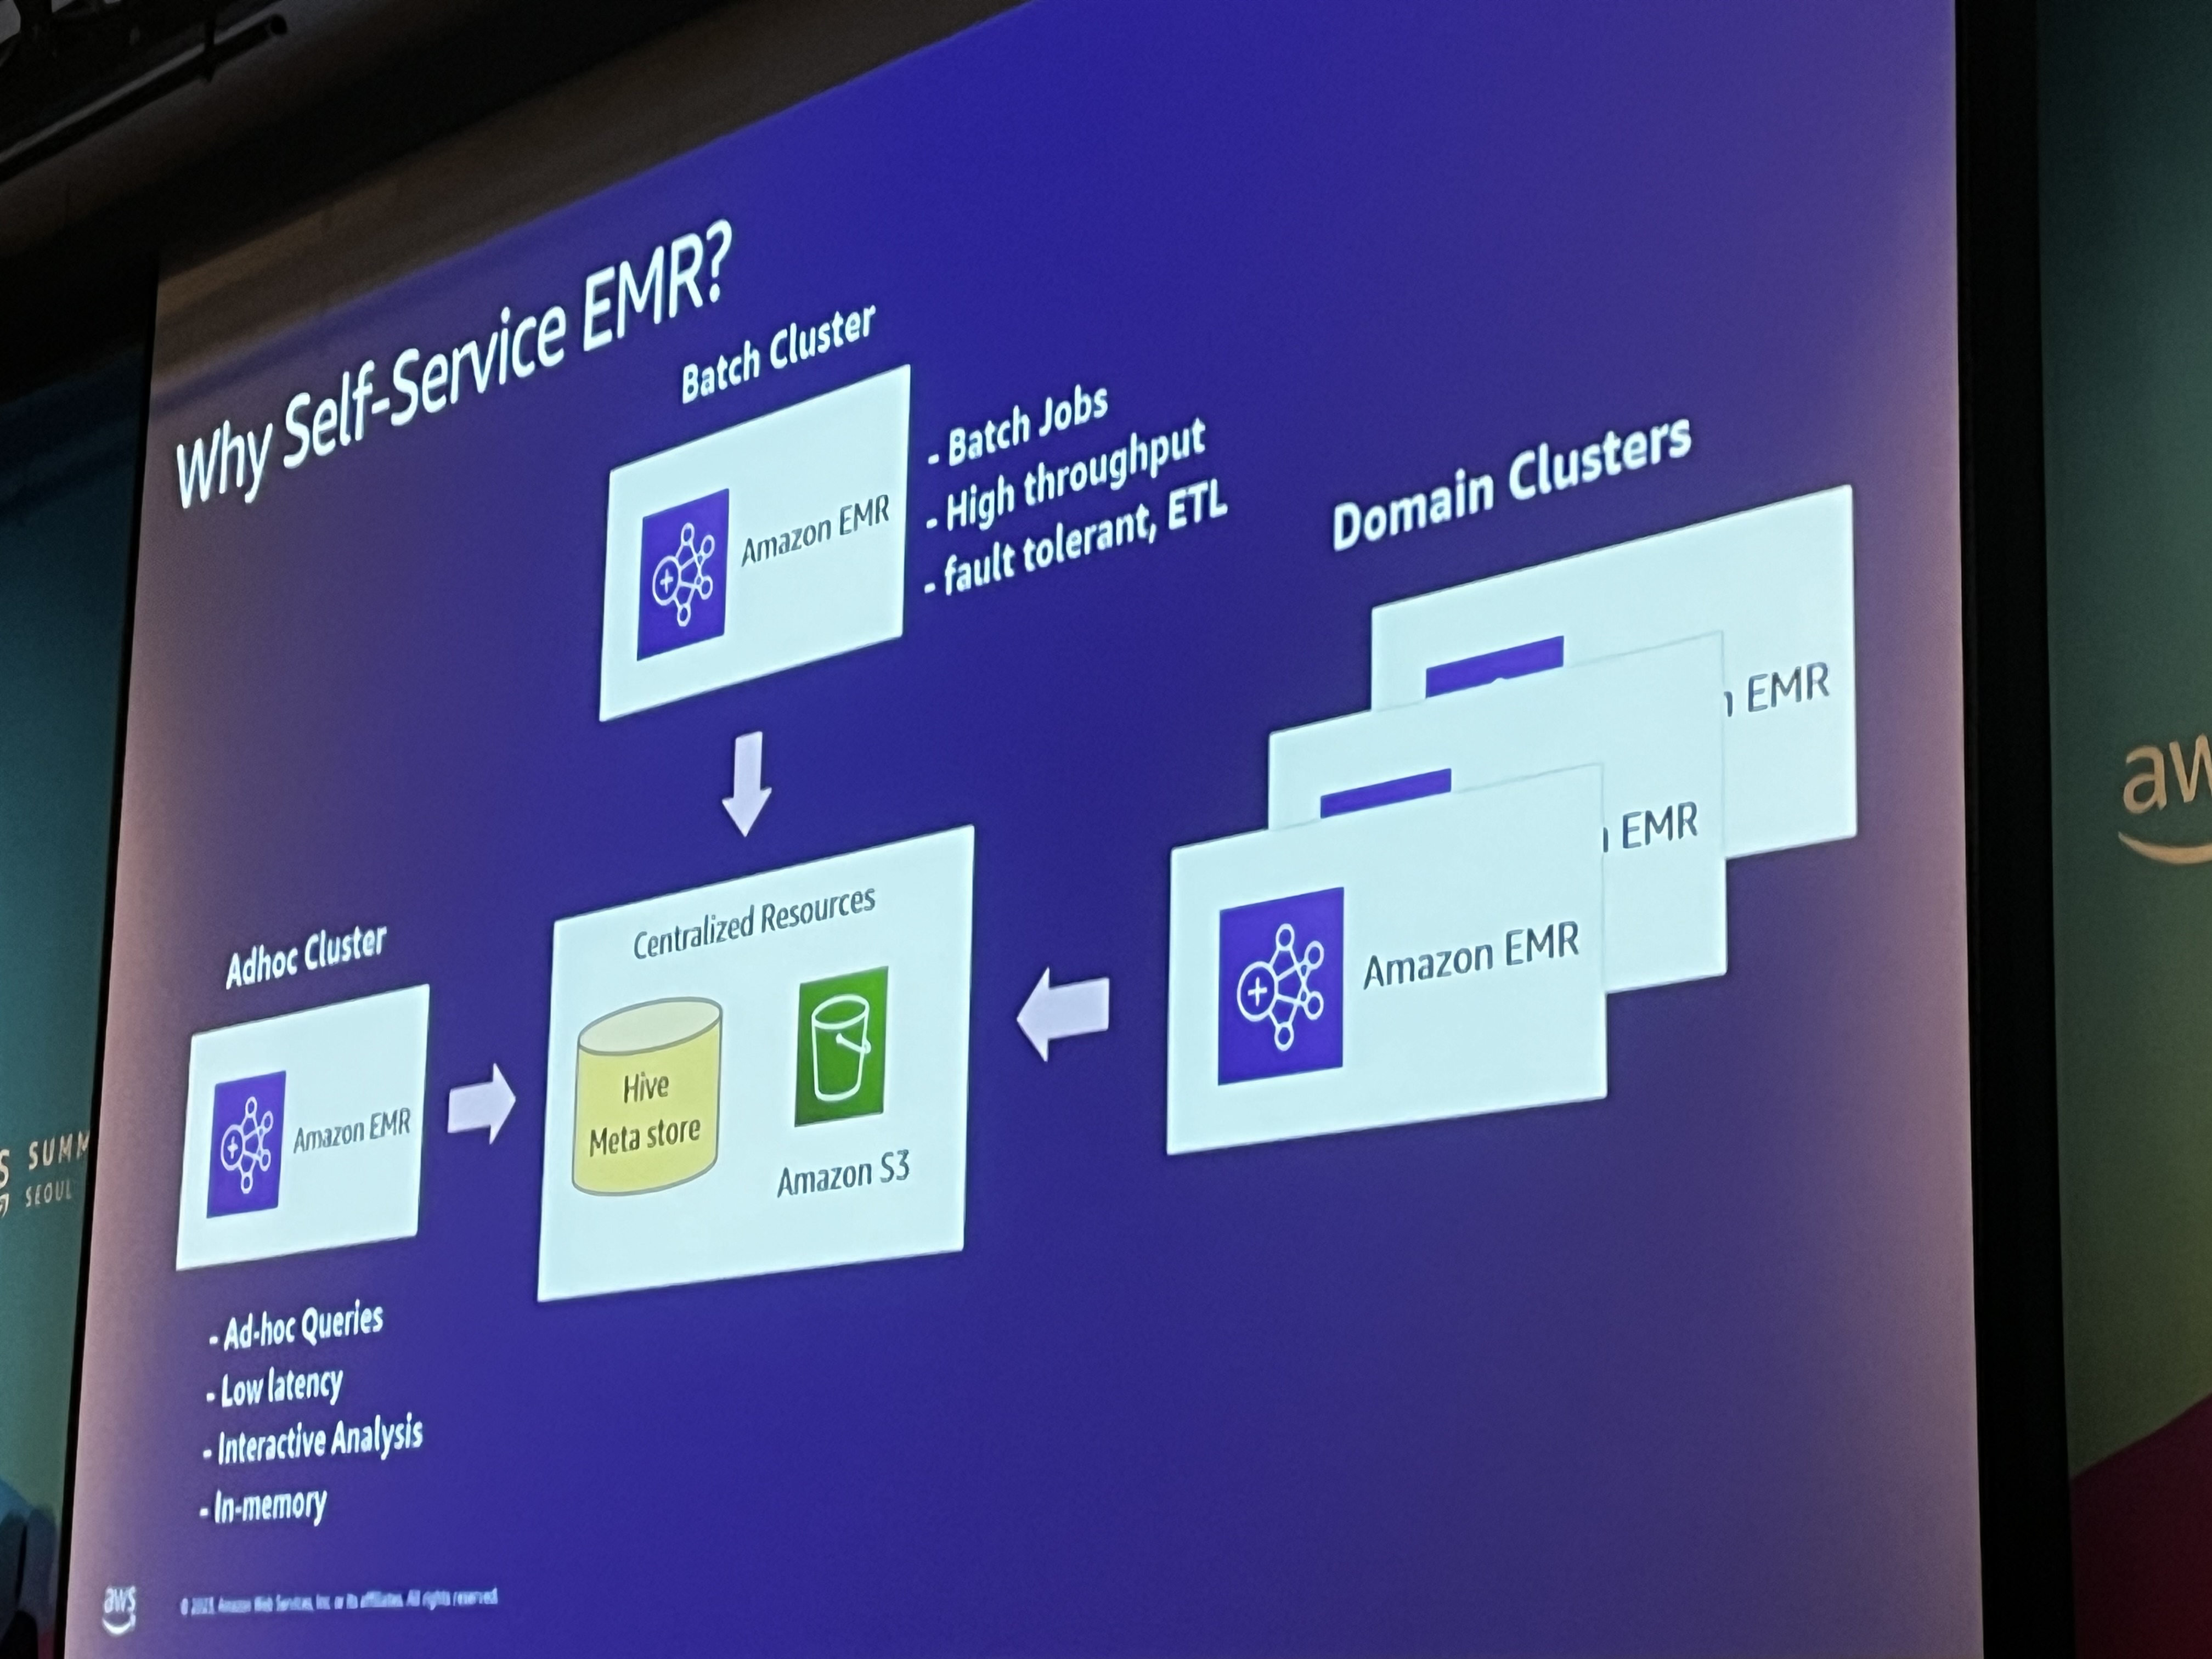 Why Self-Service EMR?
Batch Cluster
Amazon EMR
- Batch Jobs
- High throughput
- fault tolerant, ETL
Domain Clusters
EMR
EMR
Amazon EMR
Centralized Resources
Hive
Meta store
Amazon S3
Adhoc Cluster
Amazon EMR
- Ad-hoc Queries
- Low latency
- Interactive Analysis
- In-memory
aws
Amazon Web Services, Inc. or its affiliates. All rights reserved.
SUMM
SEOUL
aw